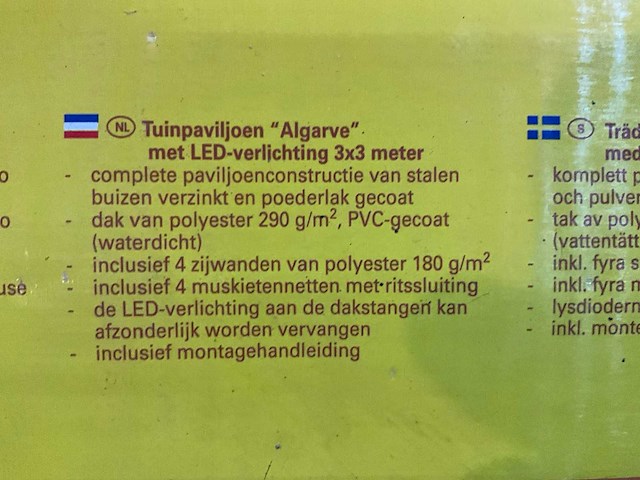 NL Tuinpaviljoen "Algarve"
met LED-verlichting 3x3 meter
- complete paviljoenconstructie van stalen
buizen verzinkt en poederlak gecoat
- dak van polyester 290 g/m², PVC-gecoat
(waterdicht)
- inclusief 4 zijwanden van polyester 180 g/m²
- inclusief 4 muskietennetten met ritssluiting
- de LED-verlichting aan de dakstangen kan
afzonderlijk worden vervangen
- inclusief montagehandleiding
S Träd
med
- komplett p
och pulver
- tak av poly
(vattentätt
- inkl. fyra s
- inkl. fyra m
- lysdiodern
- inkl. monte
o
o
use